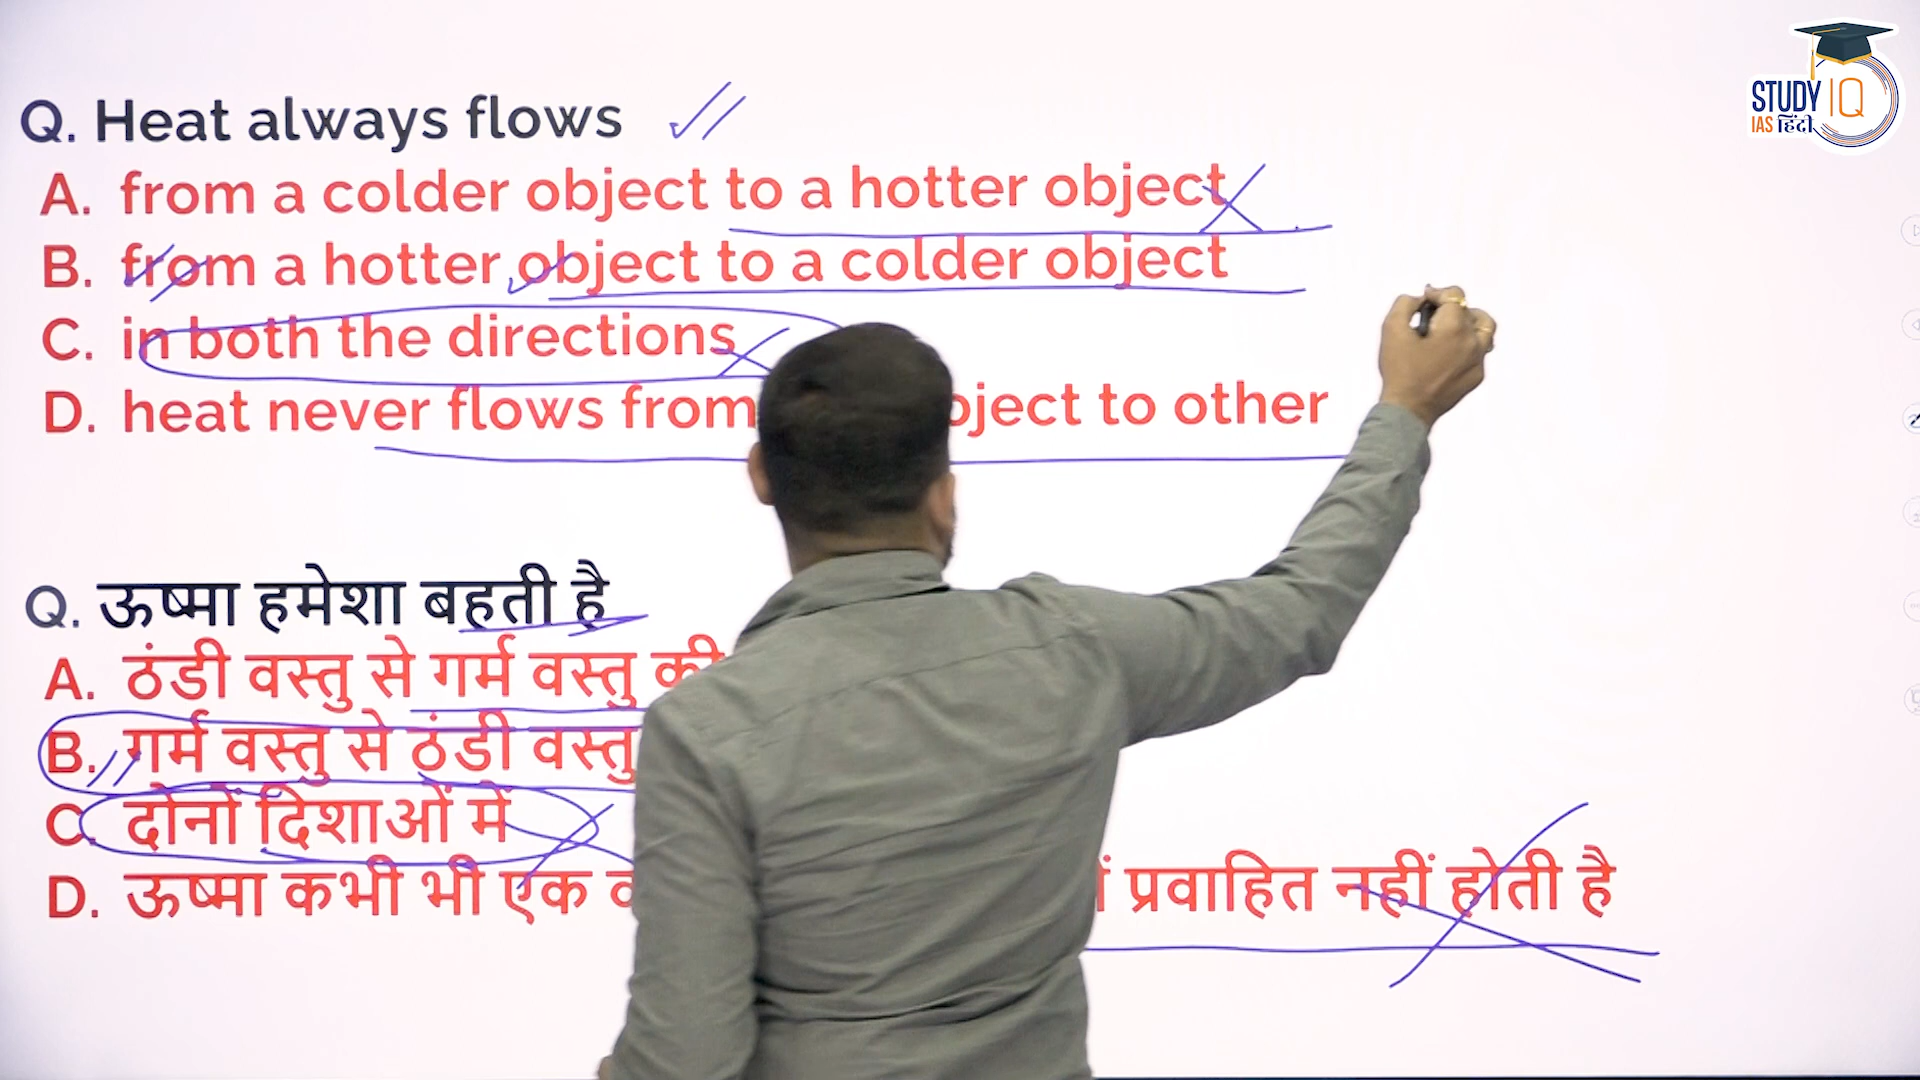 Q. Heat always flows
A. from a colder object to a hotter object
B. from a hotter object to a colder object
C. in both the directions
D. heat never flows from object to other
Q. ऊष्मा हमेशा बहती है
A. ठंडी वस्तु से गर्म वस्तु की
B. गर्म वस्तु से ठंडी वस्तु
C. दोनों दिशाओं में
D. ऊष्मा कभी भी एक प्रवाहित नहीं होती है
STUDY IQ
IAS हिंदी